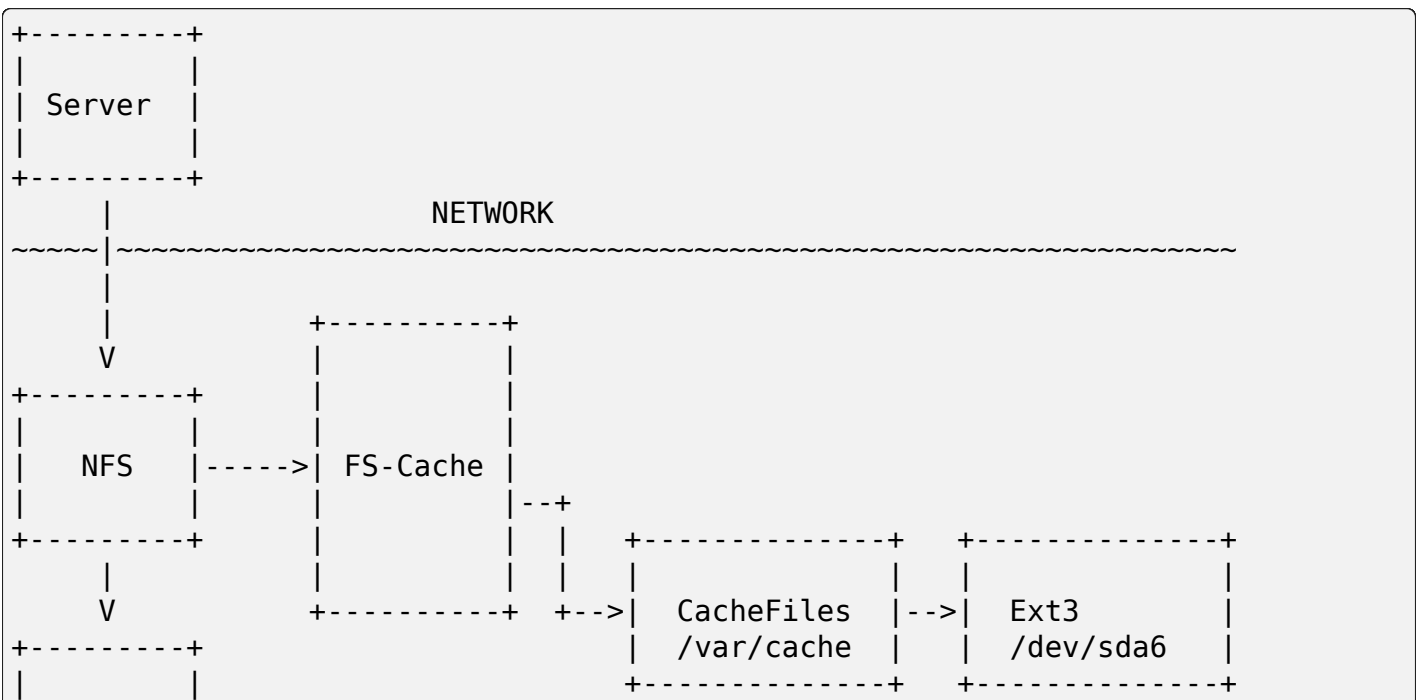 +---------+
|         |
| Server  |
|         |
+---------+
     |                  NETWORK
~~~~~|~~~~~~~~~~~~~~~~~~~~~~~~~~~~~~~~~~~~~~~~~~~~~~~~~~~~~~~~~~~~~~~~
     |
     |           +----------+
     V           |          |
+---------+      |          |
|         |      |          |
|   NFS   |----->| FS-Cache |
|         |      |          |--+
+---------+      |          |  |   +--------------+   +--------------+
     |           |          |  |   |              |   |              |
     V           +----------+  +-->|  CacheFiles  |-->|  Ext3        |
+---------+                        |  /var/cache  |   |  /dev/sda6   |
|         |                        +--------------+   +--------------+